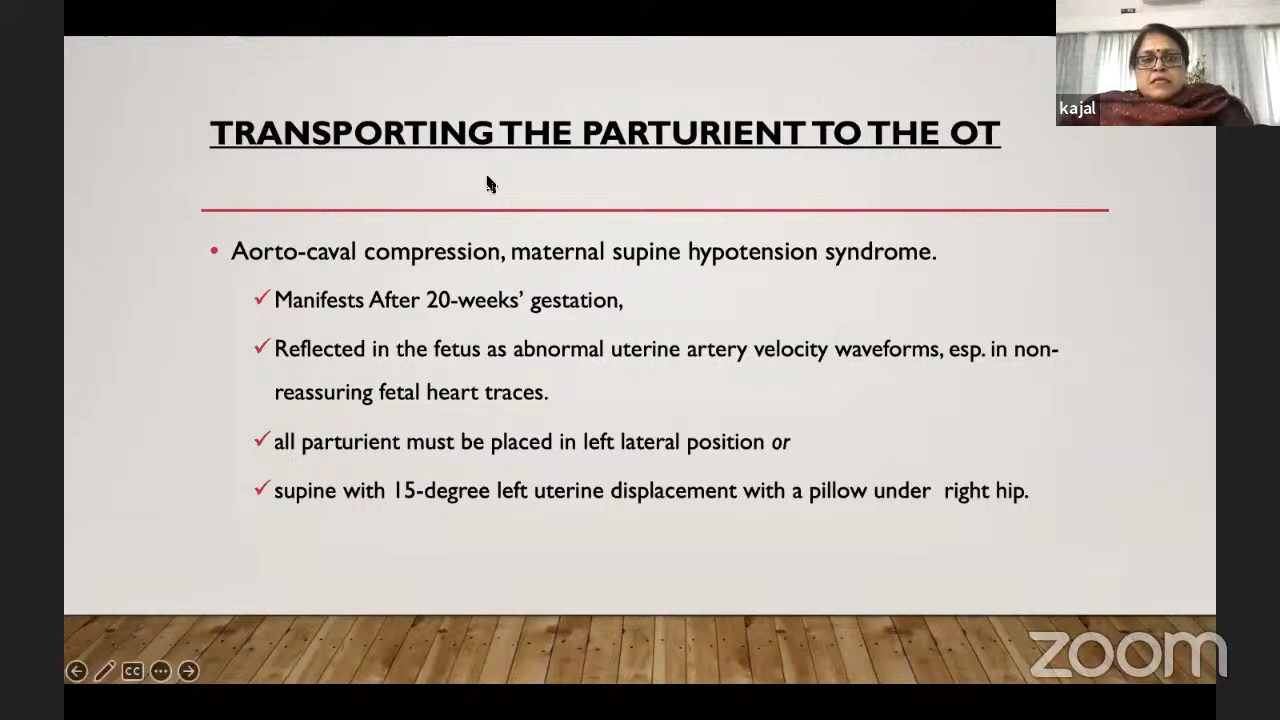 TRANSPORTING THE PARTURIENT TO THE OT
kajal
• Aorto-caval compression, maternal supine hypotension syndrome.
✓ Manifests After 20-weeks’ gestation,
✓ Reflected in the fetus as abnormal uterine artery velocity waveforms, esp. in non-
reassuring fetal heart traces.
✓ all parturient must be placed in left lateral position or
✓ supine with 15-degree left uterine displacement with a pillow under right hip.
CC
zoom